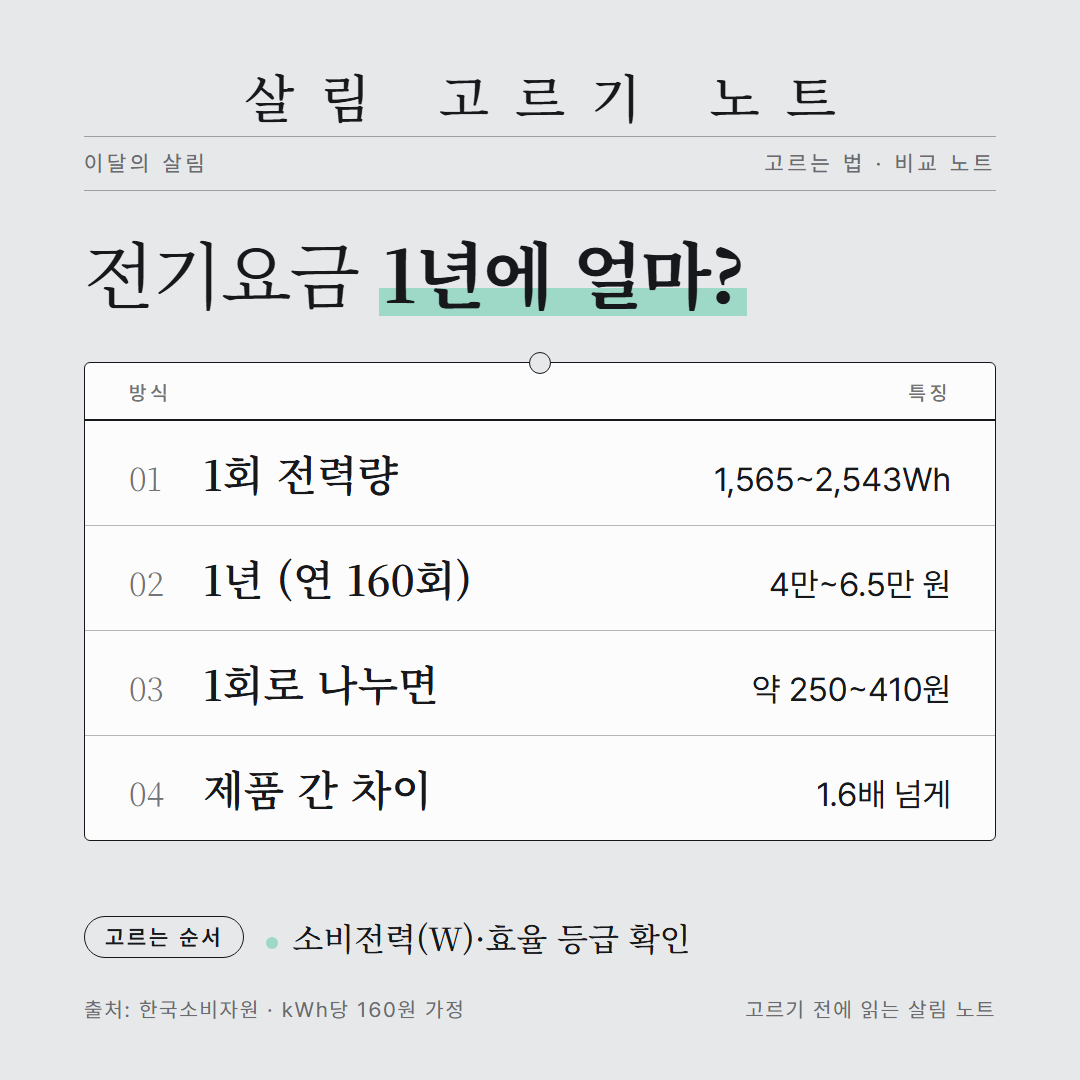 살림 고르기 노트
이달의 살림
고르는 법 · 비교 노트
전기요금 1년에 얼마?
방식 특징
01 1회 전력량 1,565~2,543Wh
02 1년 (연 160회) 4만~6.5만 원
03 1회로 나누면 약 250~410원
04 제품 간 차이 1.6배 넘게
고르는 순서 소비전력(W)·효율 등급 확인
출처: 한국소비자원 · kWh당 160원 가정
고르기 전에 읽는 살림 노트